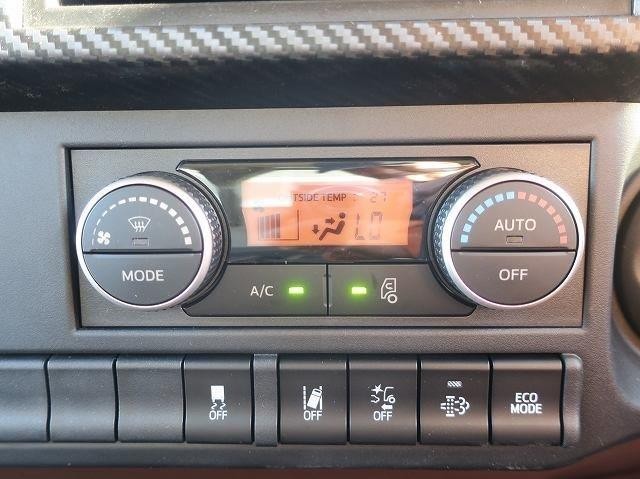 TSIDE TEMP : 27
LO
AUTO
MODE
A/C
OFF
OFF
OFF
OFF
ECO
MODE